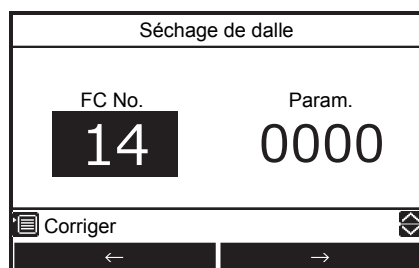 Séchage de dalle
FC No. Param.
14 0000
Corriger
← →